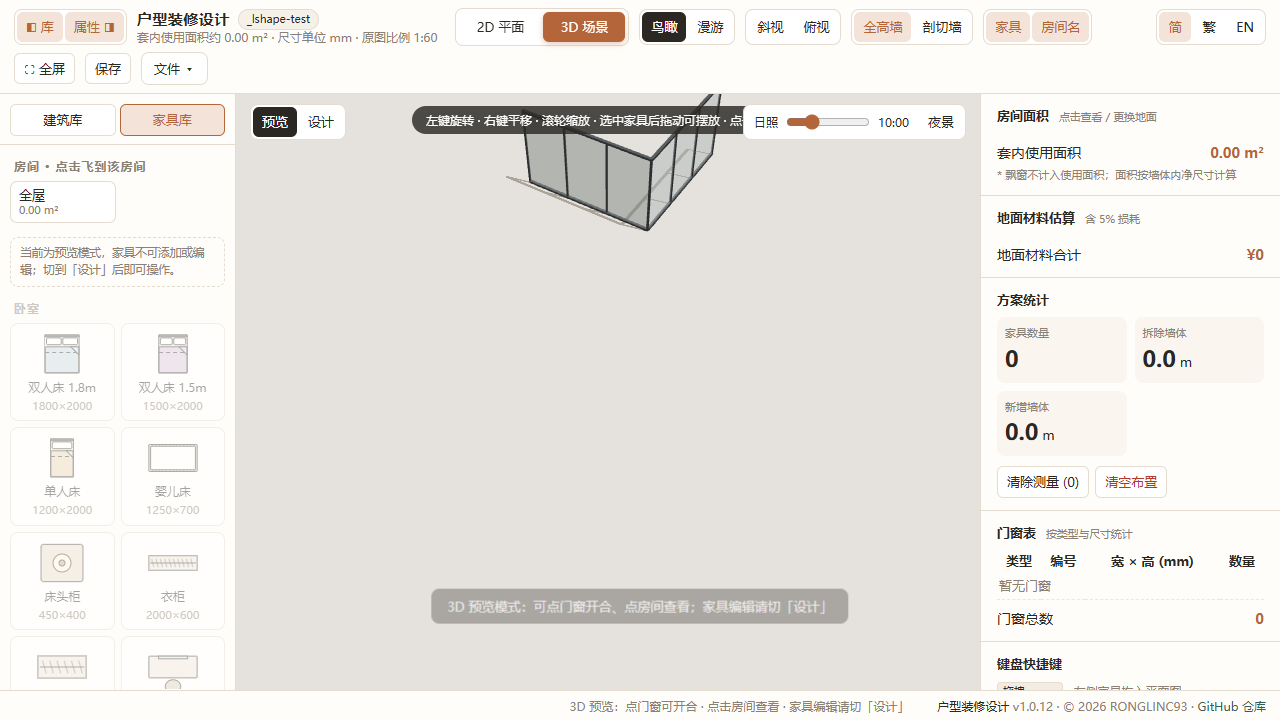 ◧ 库
属性 ◨
户型装修设计
_lshape-test
套内使用面积约 0.00 m² · 尺寸单位 mm · 原图比例 1:60
2D 平面
3D 场景
鸟瞰
漫游
斜视
俯视
全高墙
剖切墙
家具
房间名
简
繁
EN
⛶ 全屏
保存
文件 ▾
建筑库
家具库
房间 · 点击飞到该房间
全屋
0.00 m²
当前为预览模式，家具不可添加或编辑；切到「设计」后即可操作。
卧室
双人床 1.8m
1800×2000
双人床 1.5m
1500×2000
单人床
1200×2000
婴儿床
1250×700
床头柜
450×400
衣柜
2000×600
预览
设计
左键旋转 · 右键平移 · 滚轮缩放 · 选中家具后拖动可摆放 · 点
日照
10:00
夜景
3D 预览模式：可点门窗开合、点房间查看；家具编辑请切「设计」
房间面积
点击查看 / 更换地面
套内使用面积
0.00 m²
* 飘窗不计入使用面积；面积按墙体内净尺寸计算
地面材料估算
含 5% 损耗
地面材料合计
¥0
方案统计
家具数量
0
拆除墙体
0.0 m
新增墙体
0.0 m
清除测量 (0)
清空布置
门窗表
按类型与尺寸统计
类型
编号
宽 × 高 (mm)
数量
暂无门窗
门窗总数
0
键盘快捷键
3D 预览：点门窗可开合 · 点击房间查看 · 家具编辑请切「设计」
户型装修设计 v1.0.12 · © 2026 RONGLINC93 · GitHub 仓库